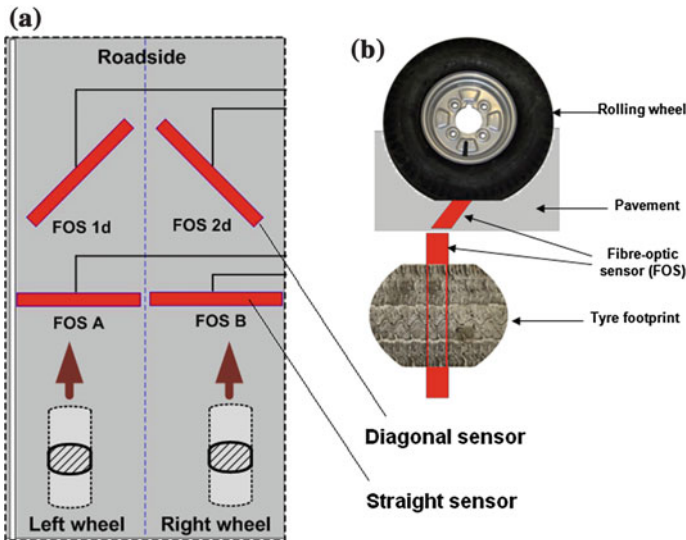 (a)
Roadside
FOS 1d
FOS 2d
FOS A
FOS B
Left wheel
Right wheel
Diagonal sensor
Straight sensor
(b)
Rolling wheel
Pavement
Fibre-optic
sensor (FOS)
Tyre footprint